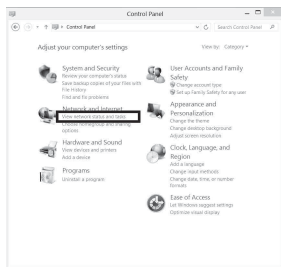 Control Panel
Control Panel
Search Control Panel
Adjust your computer's settings
View by: Category
System and Security
Review your computer's status
Save backup copies of your files with
File History
Find and fix problems
Network and Internet
View network status and tasks
Choose homegroup and sharing
options
Hardware and Sound
View devices and printers
Add a device
Programs
Uninstall a program
User Accounts and Family
Safety
Change account type
Set up Family Safety for any user
Appearance and
Personalization
Change the theme
Change desktop background
Adjust screen resolution
Clock, Language, and
Region
Add a language
Change input methods
Change date, time, or number
formats
Ease of Access
Let Windows suggest settings
Optimize visual display